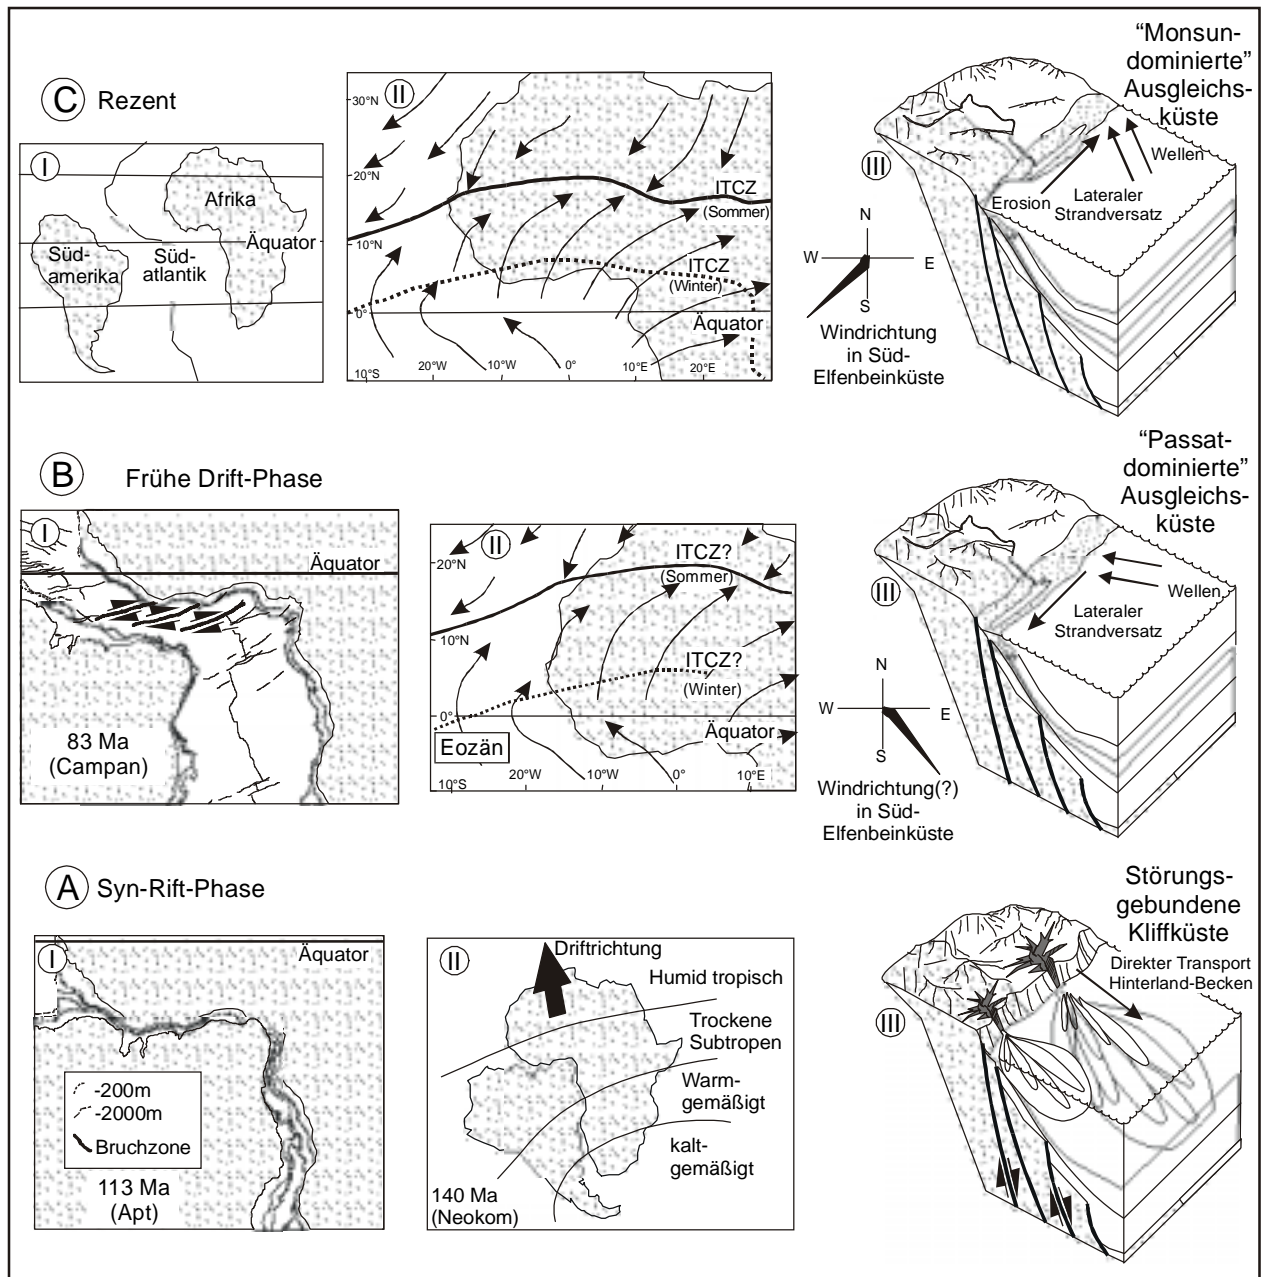 C Rezent
I
Afrika
Äquator
Süd-
amerika
Süd-
atlantik
II
30°N
20°N
10°N
0°
10°S
20°W
10°W
0°
10°E
20°E
ITCZ
(Sommer)
ITCZ
(Winter)
Äquator
“Monsun-
dominierte”
Ausgleichs-
küste
III
Wellen
Erosion
Lateraler
Strandversatz
N
W
E
S
Windrichtung
in Süd-
Elfenbeinküste
B Frühe Drift-Phase
I
Äquator
83 Ma
(Campan)
II
20°N
10°N
0°
10°S
20°W
10°W
0°
10°E
ITCZ?
(Sommer)
ITCZ?
(Winter)
Äquator
Eozän
“Passat-
dominierte”
Ausgleichs-
küste
III
Wellen
Lateraler
Strandversatz
N
W
E
S
Windrichtung(?)
in Süd-
Elfenbeinküste
A Syn-Rift-Phase
I
Äquator
-200m
-2000m
Bruchzone
113 Ma
(Apt)
II
Driftrichtung
Humid tropisch
Trockene
Subtropen
Warm-
gemäßigt
kalt-
gemäßigt
140 Ma
(Neokom)
Störungs-
gebundene
Kliffküste
Direkter Transport
Hinterland-Becken
III